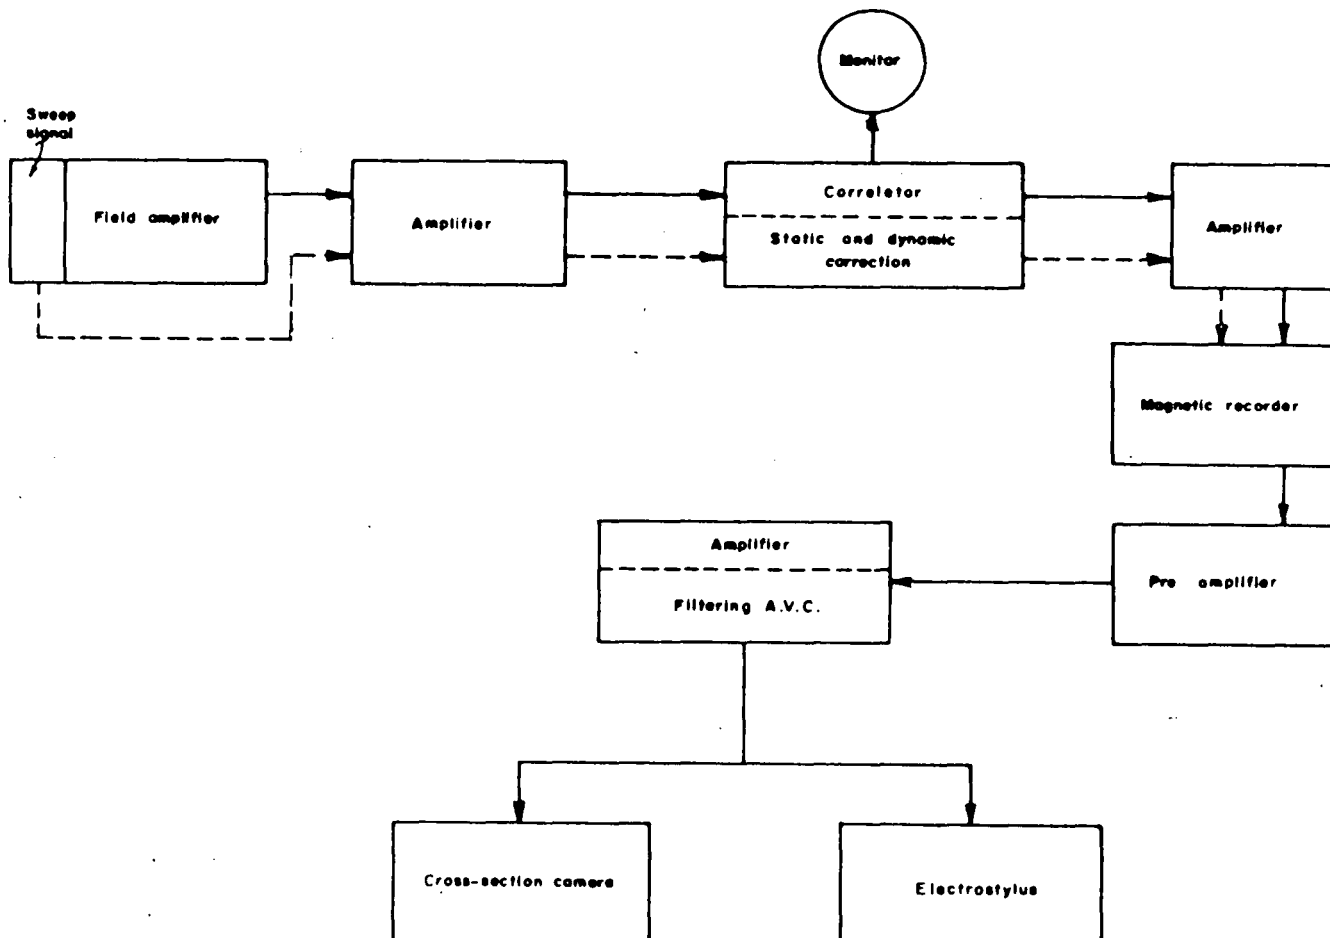 Monitor
Sweep
signal
Field amplifier
Amplifier
Correletor
Static and dynamic
correction
Amplifier
Magnetic recorder
Amplifier
Filtering A.V.C.
Pre amplifier
Cross-section camera
Electrostylus